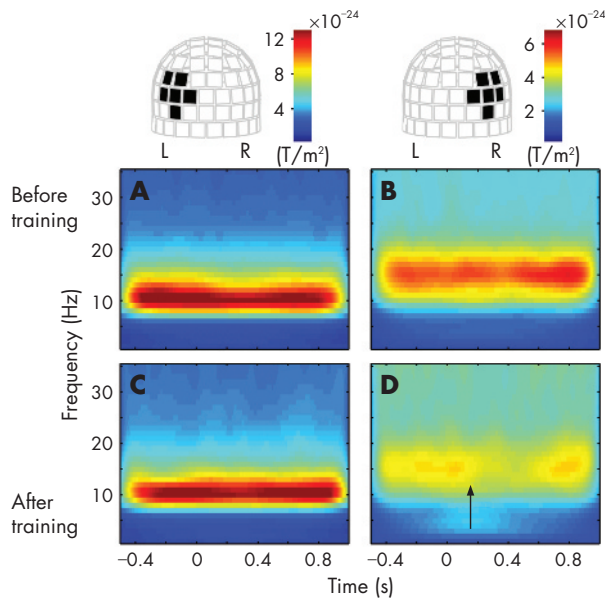 ×10⁻²⁴
12
8
4
(T/m²)
L R
×10⁻²⁴
6
4
2
(T/m²)
L R
Before
training
After
training
Frequency (Hz)
A
B
C
D
30
20
10
30
20
10
−0.4 0 0.4 0.8
−0.4 0 0.4 0.8
Time (s)